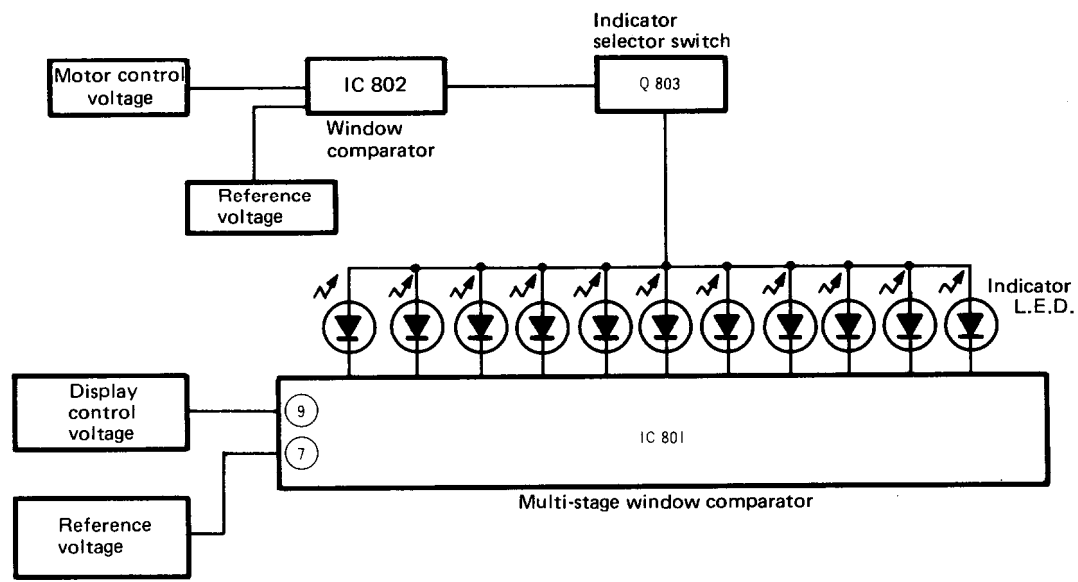 Indicator
selector switch
Motor control
voltage
IC 802
Q 803
Window
comparator
Reference
voltage
Indicator
L.E.D.
Display
control
voltage
9
IC 801
7
Multi-stage window comparator
Reference
voltage